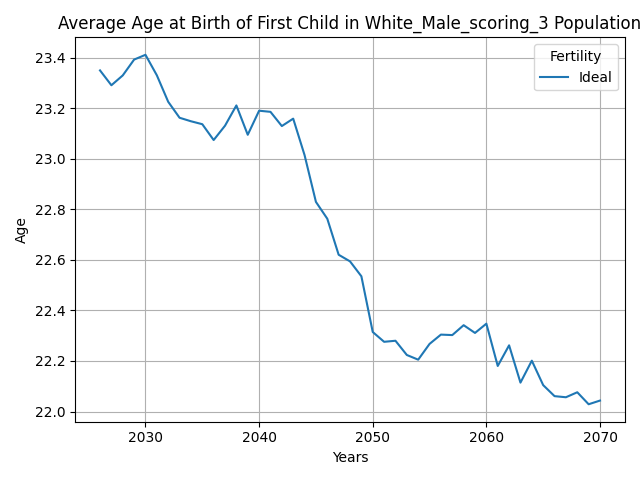 Average Age at Birth of First Child in White_Male_scoring_3 Population
Fertility
Ideal
23.4
23.2
23.0
22.8
22.6
22.4
22.2
22.0
Age
2030 2040 2050 2060 2070
Years